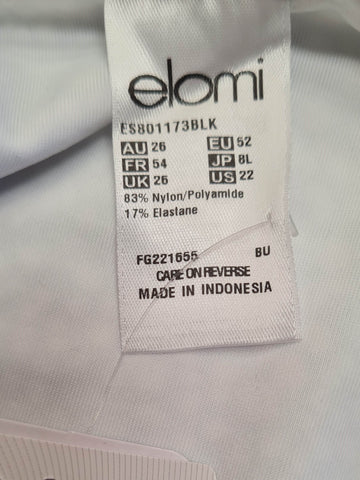 elomi
ES801173BLK
AU 26 EU 52
FR 54 JP 8L
UK 26 US 22
83% Nylon/Polyamide
17% Elastane
FG221655 BU
CARE ON REVERSE
MADE IN INDONESIA